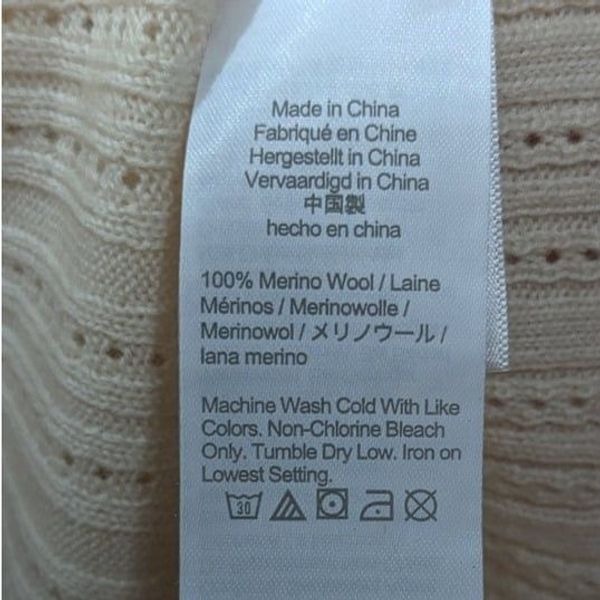 Made in China
Fabriqué en Chine
Hergestellt in China
Vervaardigd in China
中国製
hecho en china
100% Merino Wool / Laine
Mérinos / Merinowolle /
Merinowol / メリノウール /
lana merino
Machine Wash Cold With Like
Colors. Non-Chlorine Bleach
Only. Tumble Dry Low. Iron on
Lowest Setting.
30